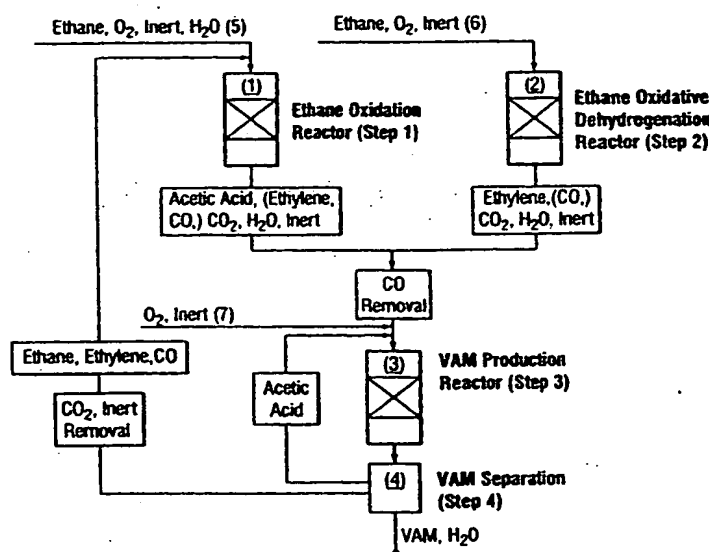 Ethane, O2, Inert, H2O (5)
Ethane, O2, Inert (6)
(1)
Ethane Oxidation
Reactor (Step 1)
(2)
Ethane Oxidative
Dehydrogenation
Reactor (Step 2)
Acetic Acid, (Ethylene,
CO,) CO2, H2O, Inert
Ethylene,(CO,)
CO2, H2O, Inert
CO
Removal
O2, Inert (7)
Ethane, Ethylene,CO
CO2, Inert
Removal
Acetic
Acid
(3)
VAM Production
Reactor (Step 3)
(4)
VAM Separation
(Step 4)
VAM, H2O